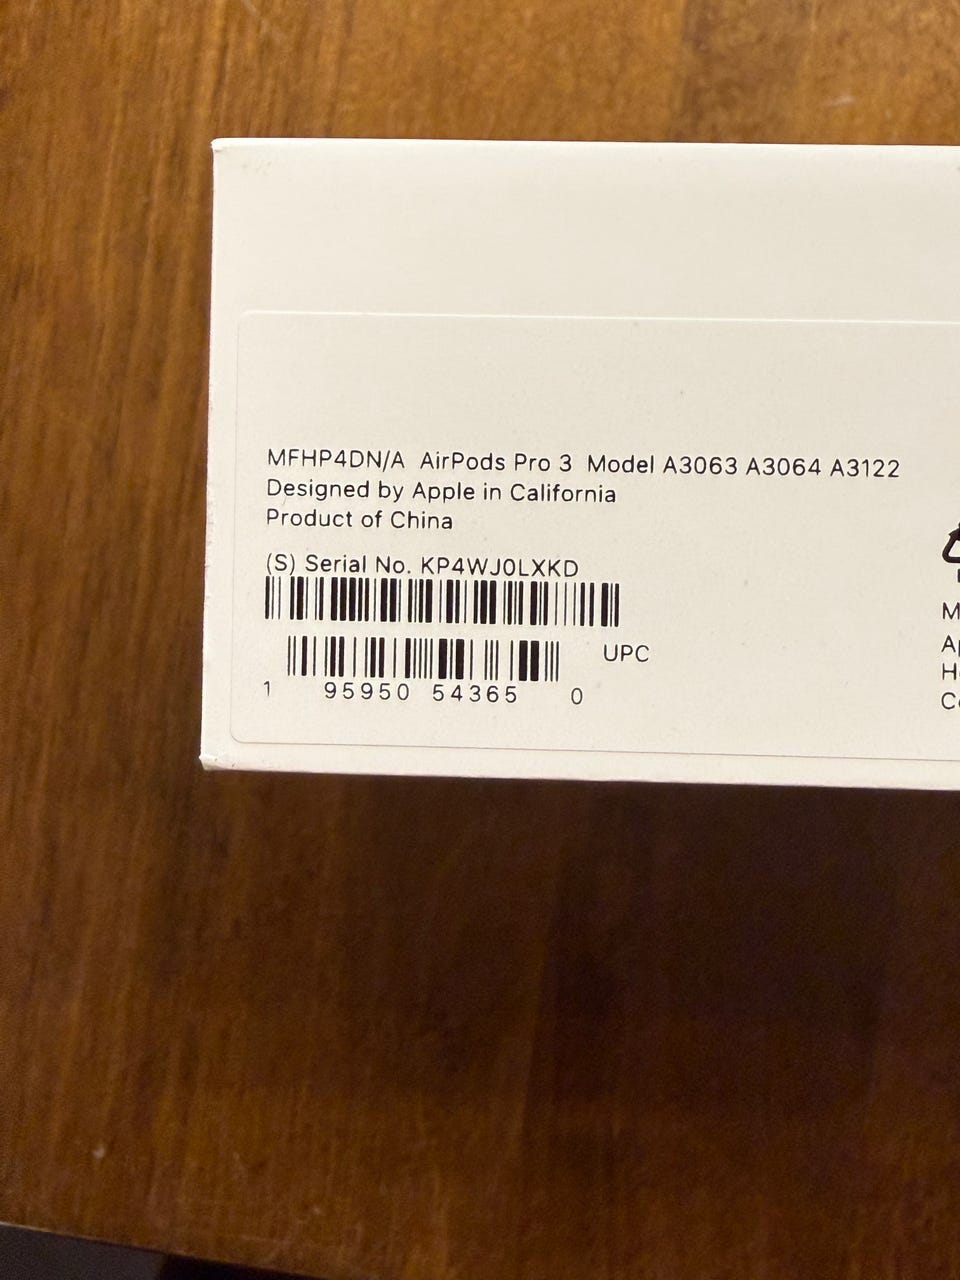 MFHP4DN/A AirPods Pro 3 Model A3063 A3064 A3122
Designed by Apple in California
Product of China
(S) Serial No. KP4WJ0LXKD
UPC
1 95950 54365 0